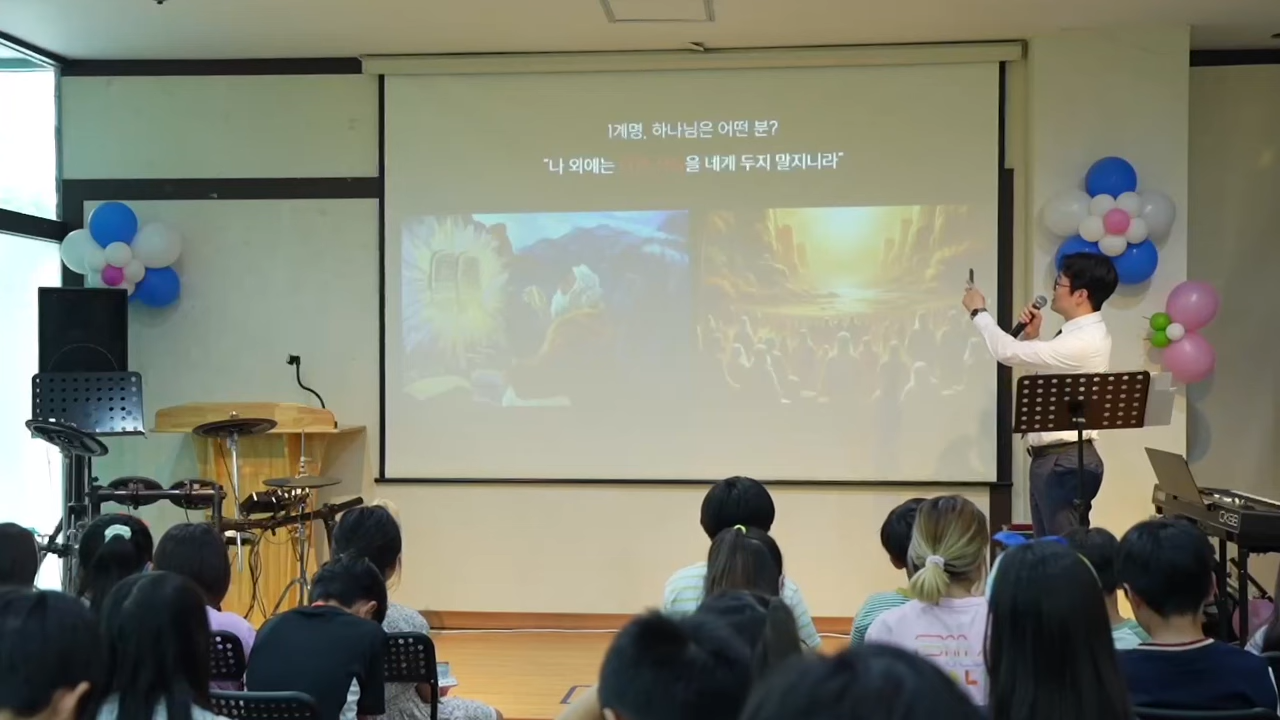 1계명, 하나님은 어떤 분?
"나 외에는 을 네게 두지 말지니라"